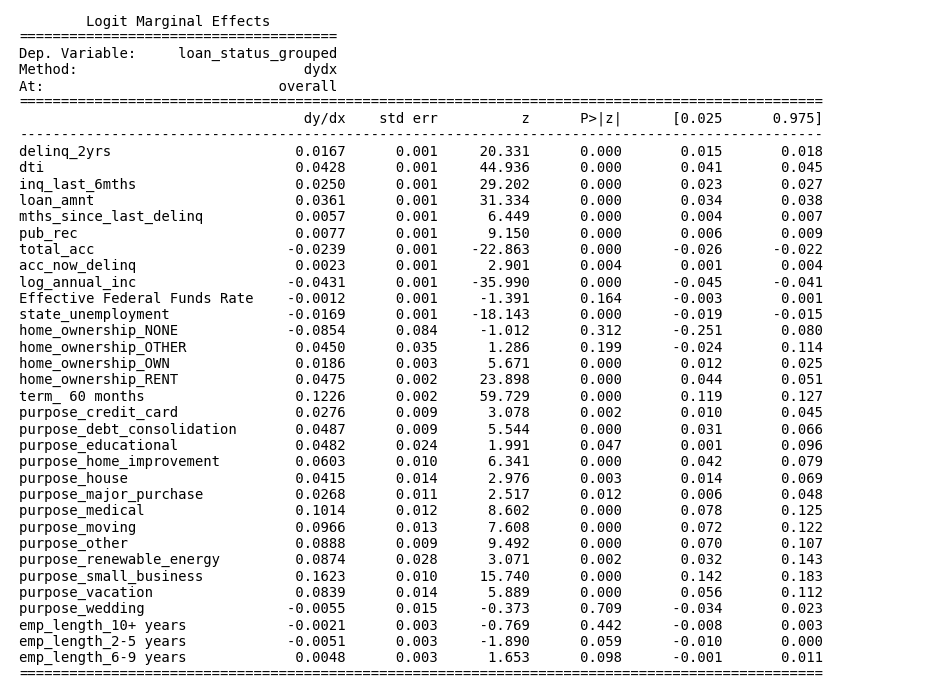 Logit Marginal Effects
=====================================
Dep. Variable:     loan_status_grouped
Method:                           dydx
At:                            overall
==============================================================================================
                              dy/dx    std err          z      P>|z|      [0.025      0.975]
----------------------------------------------------------------------------------------------
delinq_2yrs                      0.0167      0.001     20.331      0.000       0.015       0.018
dti                              0.0428      0.001     44.936      0.000       0.041       0.045
inq_last_6mths                   0.0250      0.001     29.202      0.000       0.023       0.027
loan_amnt                        0.0361      0.001     31.334      0.000       0.034       0.038
mths_since_last_delinq           0.0057      0.001      6.449      0.000       0.004       0.007
pub_rec                          0.0077      0.001      9.150      0.000       0.006       0.009
total_acc                       -0.0239      0.001    -22.863      0.000      -0.026      -0.022
acc_now_delinq                   0.0023      0.001      2.901      0.004       0.001       0.004
log_annual_inc                  -0.0431      0.001    -35.990      0.000      -0.045      -0.041
Effective Federal Funds Rate    -0.0012      0.001     -1.391      0.164      -0.003       0.001
state_unemployment              -0.0169      0.001    -18.143      0.000      -0.019      -0.015
home_ownership_NONE             -0.0854      0.084     -1.012      0.312      -0.251       0.080
home_ownership_OTHER             0.0450      0.035      1.286      0.199      -0.024       0.114
home_ownership_OWN               0.0186      0.003      5.671      0.000       0.012       0.025
home_ownership_RENT              0.0475      0.002     23.898      0.000       0.044       0.051
term_ 60 months                  0.1226      0.002     59.729      0.000       0.119       0.127
purpose_credit_card              0.0276      0.009      3.078      0.002       0.010       0.045
purpose_debt_consolidation       0.0487      0.009      5.544      0.000       0.031       0.066
purpose_educational              0.0482      0.024      1.991      0.047       0.001       0.096
purpose_home_improvement         0.0603      0.010      6.341      0.000       0.042       0.079
purpose_house                    0.0415      0.014      2.976      0.003       0.014       0.069
purpose_major_purchase           0.0268      0.011      2.517      0.012       0.006       0.048
purpose_medical                  0.1014      0.012      8.602      0.000       0.078       0.125
purpose_moving                   0.0966      0.013      7.608      0.000       0.072       0.122
purpose_other                    0.0888      0.009      9.492      0.000       0.070       0.107
purpose_renewable_energy         0.0874      0.028      3.071      0.002       0.032       0.143
purpose_small_business           0.1623      0.010     15.740      0.000       0.142       0.183
purpose_vacation                 0.0839      0.014      5.889      0.000       0.056       0.112
purpose_wedding                 -0.0055      0.015     -0.373      0.709      -0.034       0.023
emp_length_10+ years            -0.0021      0.003     -0.769      0.442      -0.008       0.003
emp_length_2-5 years            -0.0051      0.003     -1.890      0.059      -0.010       0.000
emp_length_6-9 years             0.0048      0.003      1.653      0.098      -0.001       0.011
==============================================================================================